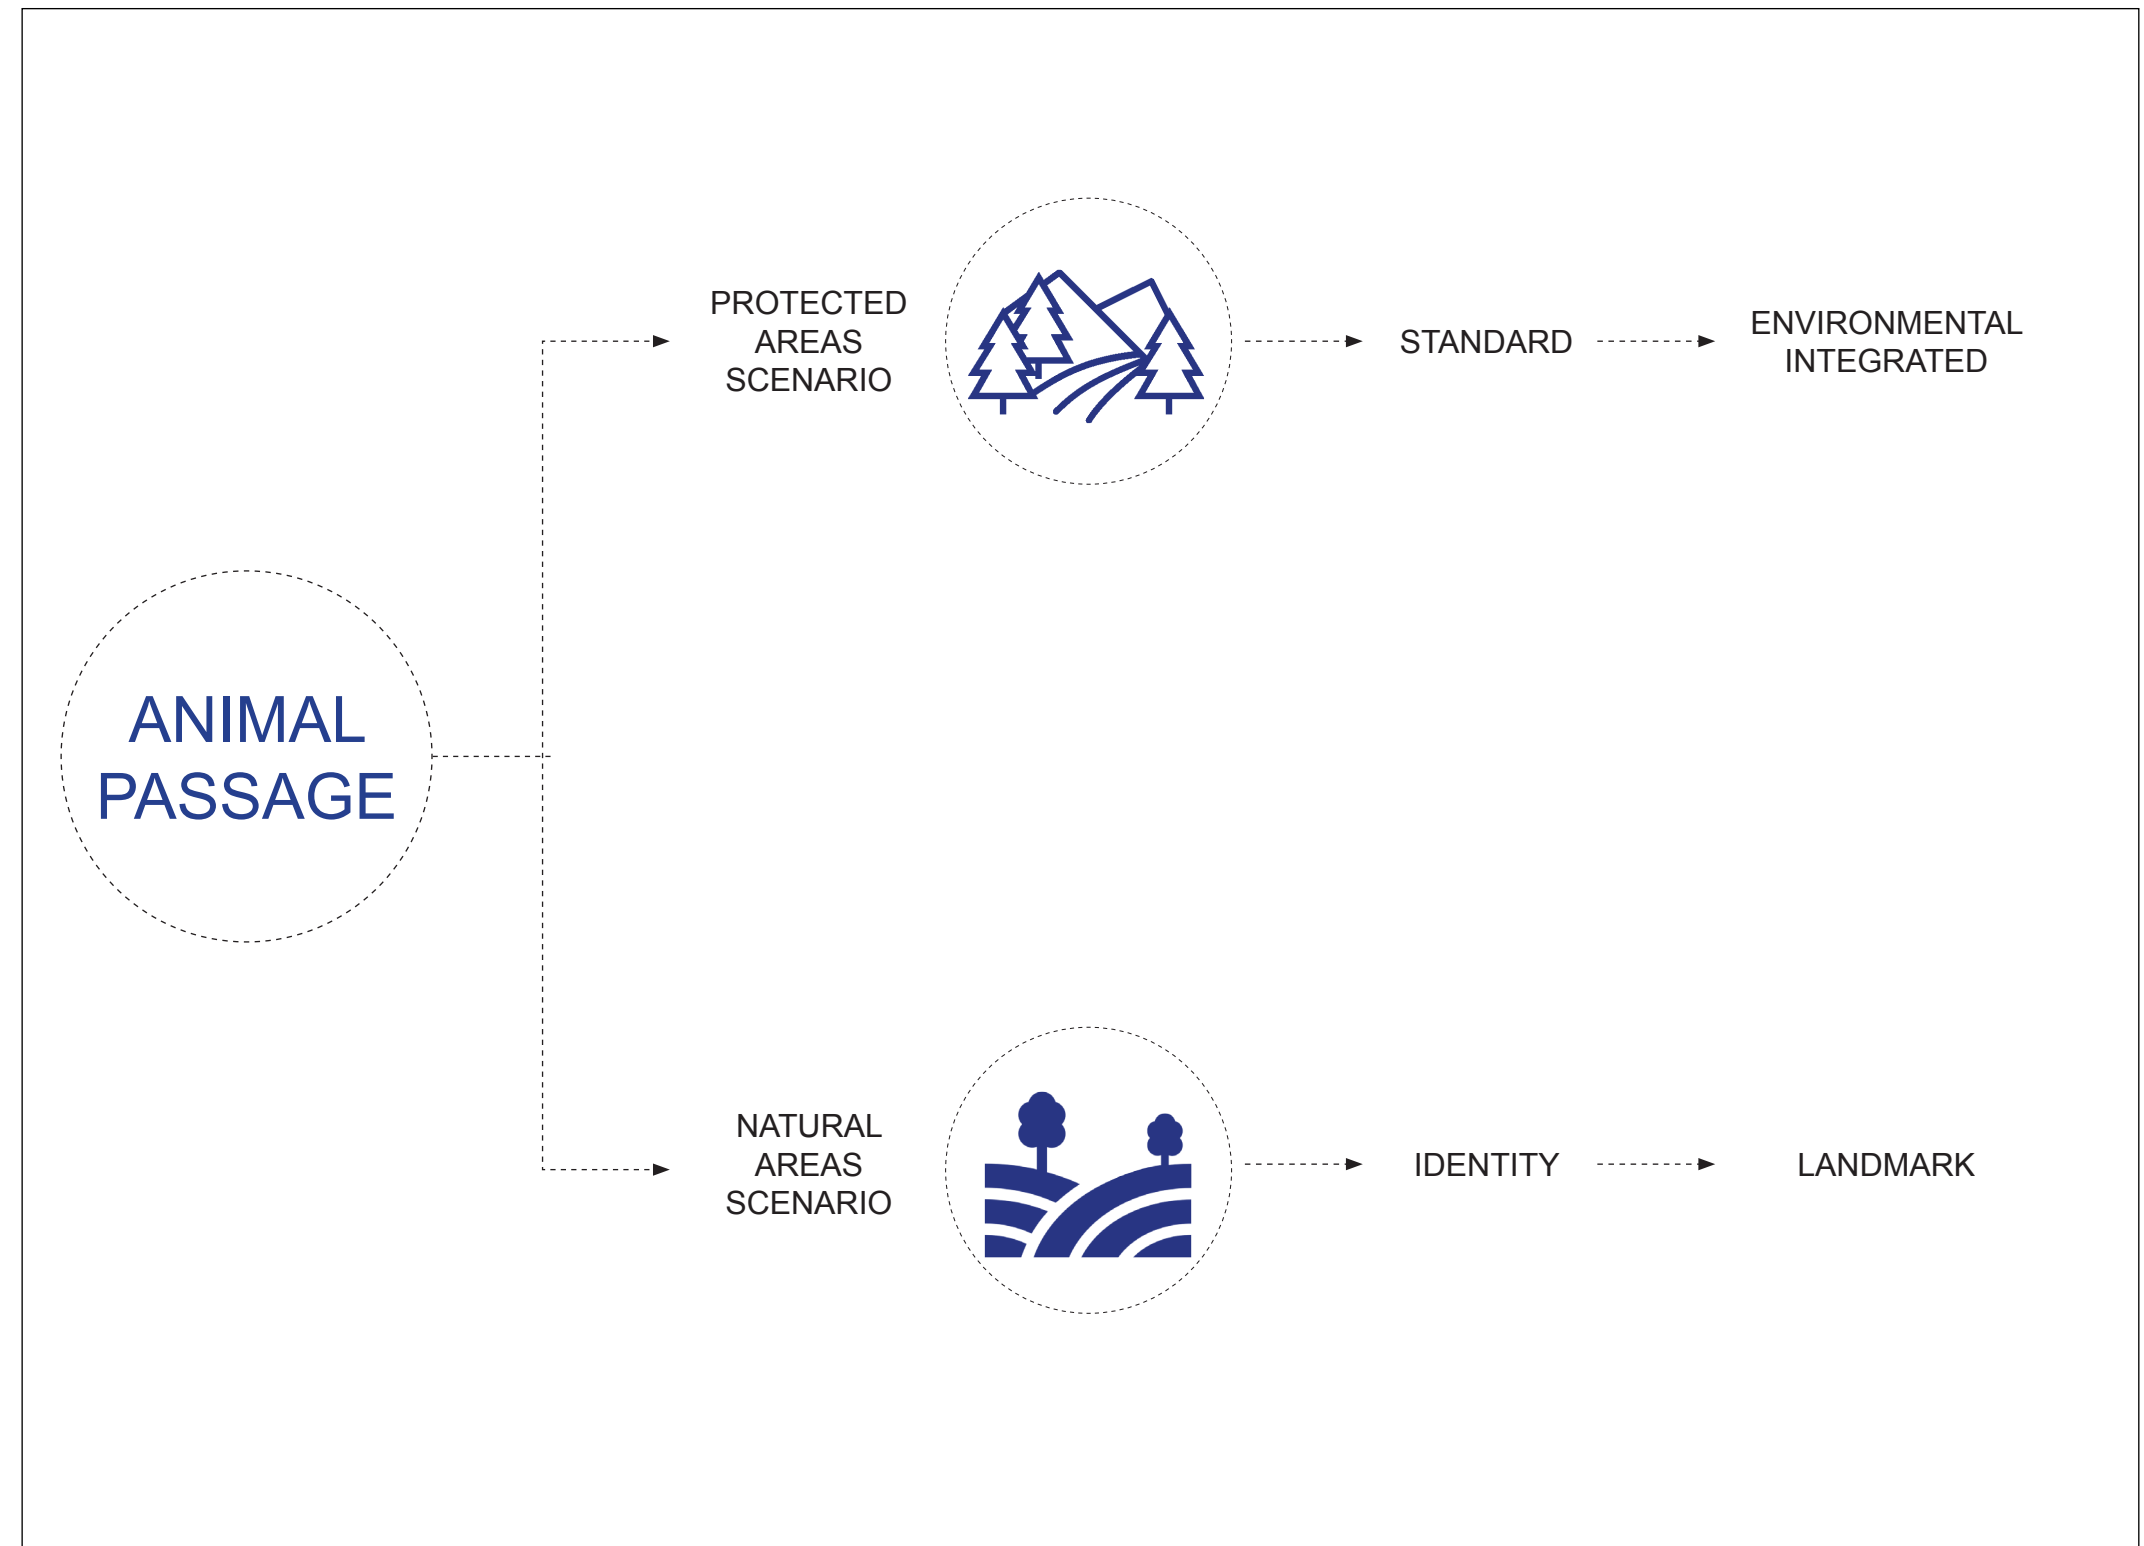 ANIMAL
PASSAGE
PROTECTED
AREAS
SCENARIO
STANDARD
ENVIRONMENTAL
INTEGRATED
NATURAL
AREAS
SCENARIO
IDENTITY
LANDMARK